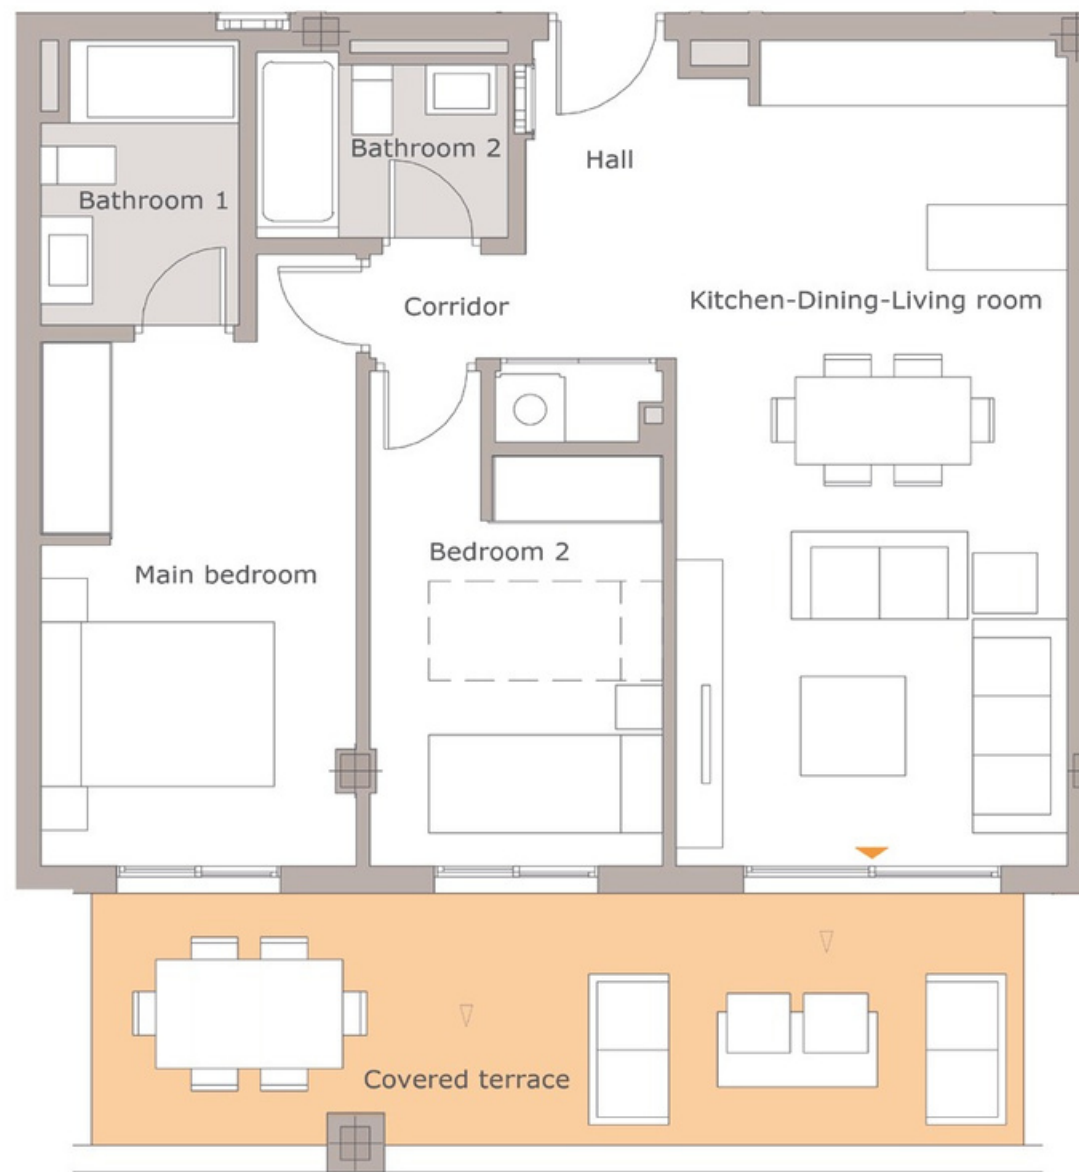 Bathroom 2
Hall
Bathroom 1
Corridor
Kitchen-Dining-Living room
Bedroom 2
Main bedroom
Covered terrace